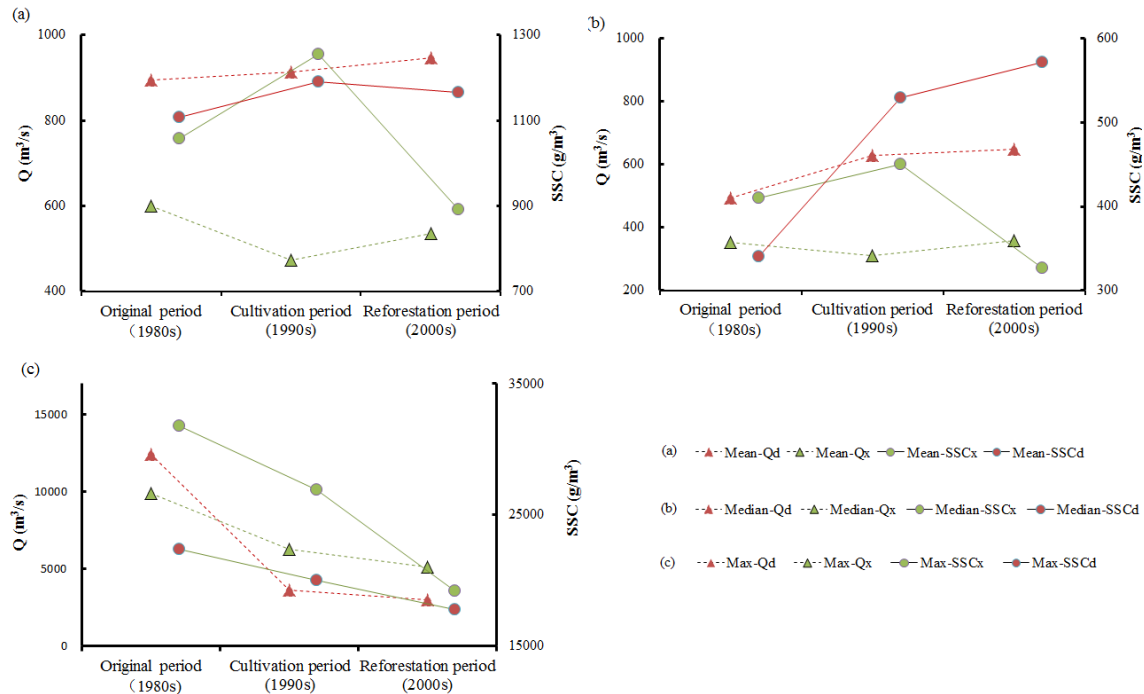 (a)
1000
800
600
400
Q (m³/s)
1300
1100
900
700
SSC (g/m³)
Original period
（1980s）
Cultivation period
(1990s)
Reforestation period
(2000s)
(b)
1000
800
600
400
200
Q (m³/s)
600
500
400
300
SSC (g/m³)
Original period
（1980s）
Cultivation period
(1990s)
Reforestation period
(2000s)
(c)
15000
10000
5000
0
Q (m³/s)
35000
25000
15000
SSC (g/m³)
Original period
（1980s）
Cultivation period
(1990s)
Reforestation period
(2000s)
(a) Mean-Qd Mean-Qx Mean-SSCx Mean-SSCd
(b) Median-Qd Median-Qx Median-SSCx Median-SSCd
(c) Max-Qd Max-Qx Max-SSCx Max-SSCd